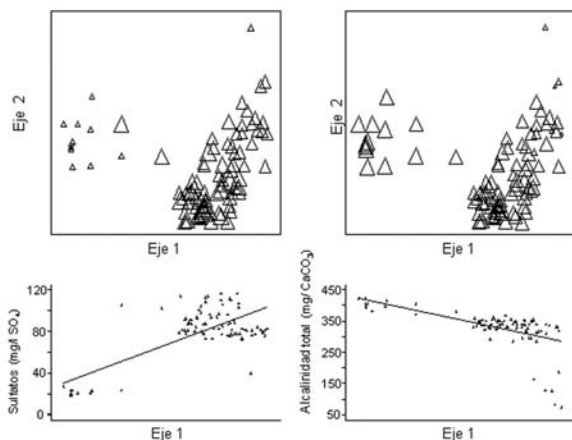 Eje 2
Eje 2
Eje 1
Eje 1
Sulfatos (mg/l SO₄)
120
80
40
0
Eje 1
Alcalinidad total (mg/ CaCO₃)
450
350
250
150
50
Eje 1